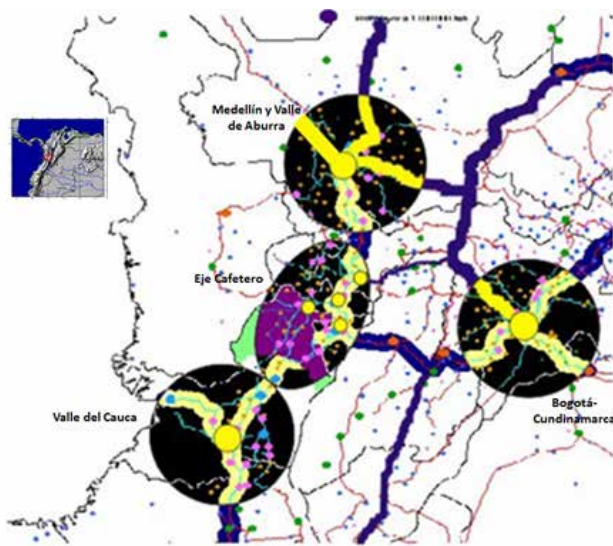 Medellín y Valle
de Aburra
Eje Cafetero
Valle del Cauca
Bogotá-
Cundinamarca